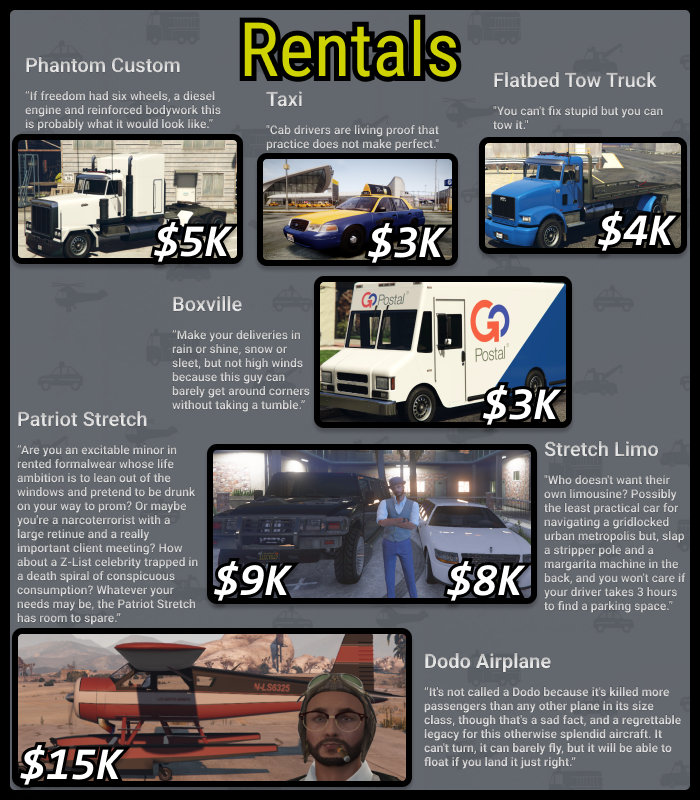 Rentals
Phantom Custom
"If freedom had six wheels, a diesel
engine and reinforced bodywork this
is probably what it would look like."
$5K
Taxi
"Cab drivers are living proof that
practice does not make perfect."
$3K
Flatbed Tow Truck
"You can't fix stupid but you can
tow it."
$4K
Boxville
"Make your deliveries in
rain or shine, snow or
sleet, but not high winds
because this guy can
barely get around corners
without taking a tumble."
GO
Postal
GO
Postal
$3K
Patriot Stretch
"Are you an excitable minor in
rented formalwear whose life
ambition is to lean out of the
windows and pretend to be drunk
on your way to prom? Or maybe
you're a narcoterrorist with a
large retinue and a really
important client meeting? How
about a Z-List celebrity trapped in
a death spiral of conspicuous
consumption? Whatever your
needs may be, the Patriot Stretch
has room to spare."
$9K
$8K
Stretch Limo
"Who doesn't want their
own limousine? Possibly
the least practical car for
navigating a gridlocked
urban metropolis but, slap
a stripper pole and a
margarita machine in the
back, and you won't care if
your driver takes 3 hours
to find a parking space."
4-LS6325
$15K
Dodo Airplane
"It's not called a Dodo because it's killed more
passengers than any other plane in its size
class, though that's a sad fact, and a regrettable
legacy for this otherwise splendid aircraft. It
can't turn, it can barely fly, but it will be able to
float if you land it just right."